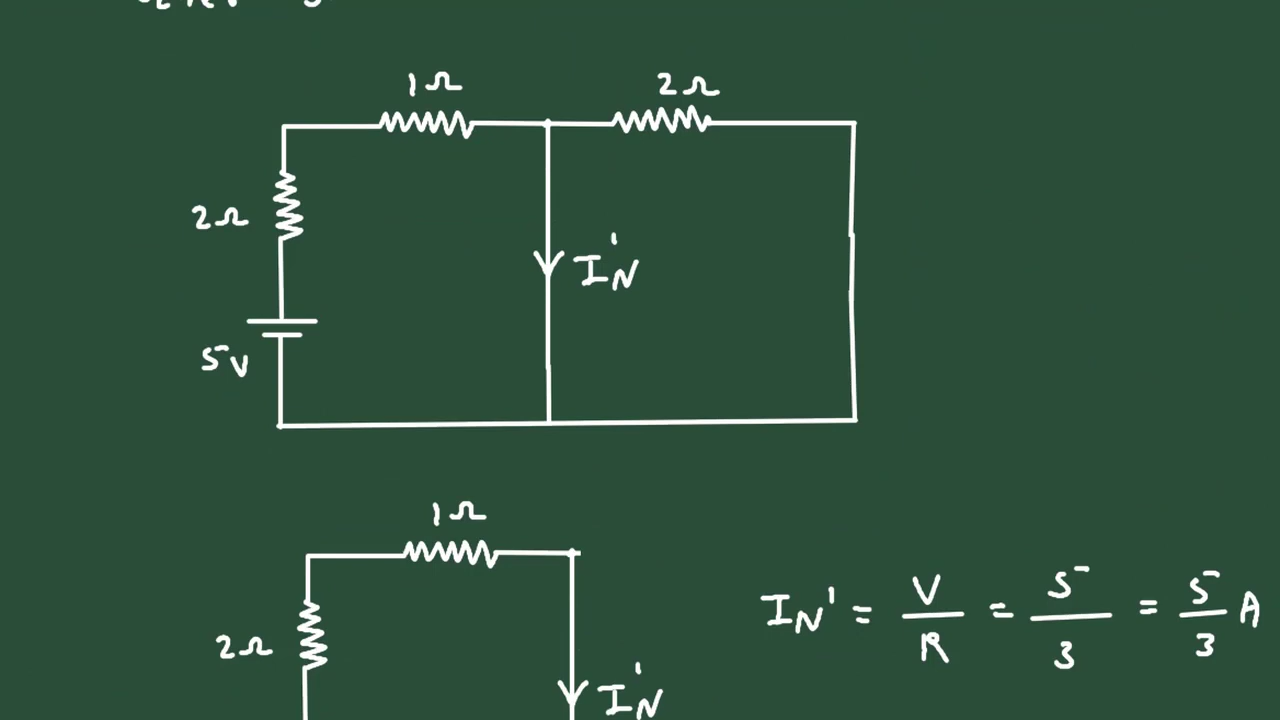 1Ω 2Ω
2Ω
I'N
5V
1Ω
IN' = V/R = 5/3 = 5/3 A
2Ω
I'N